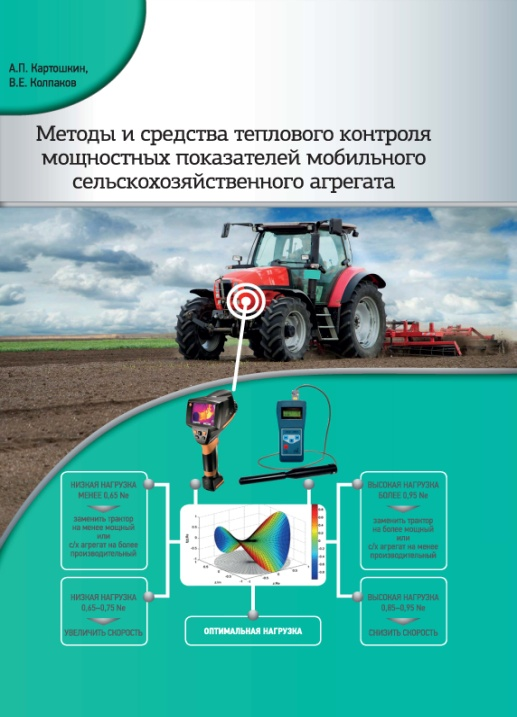 А.П. Картошкин,
В.Е. Колпаков
Методы и средства теплового контроля
мощностных показателей мобильного
сельскохозяйственного агрегата
НИЗКАЯ НАГРУЗКА
МЕНЕЕ 0,65 Ne
заменить трактор
на менее мощный
или
с/х агрегат на более
производительный
НИЗКАЯ НАГРУЗКА
0,65–0,75 Ne
УВЕЛИЧИТЬ СКОРОСТЬ
ОПТИМАЛЬНАЯ НАГРУЗКА
ВЫСОКАЯ НАГРУЗКА
БОЛЕЕ 0,95 Ne
заменить трактор
на более мощный
или
с/х агрегат на менее
производительный
ВЫСОКАЯ НАГРУЗКА
0,85–0,95 Ne
СНИЗИТЬ СКОРОСТЬ